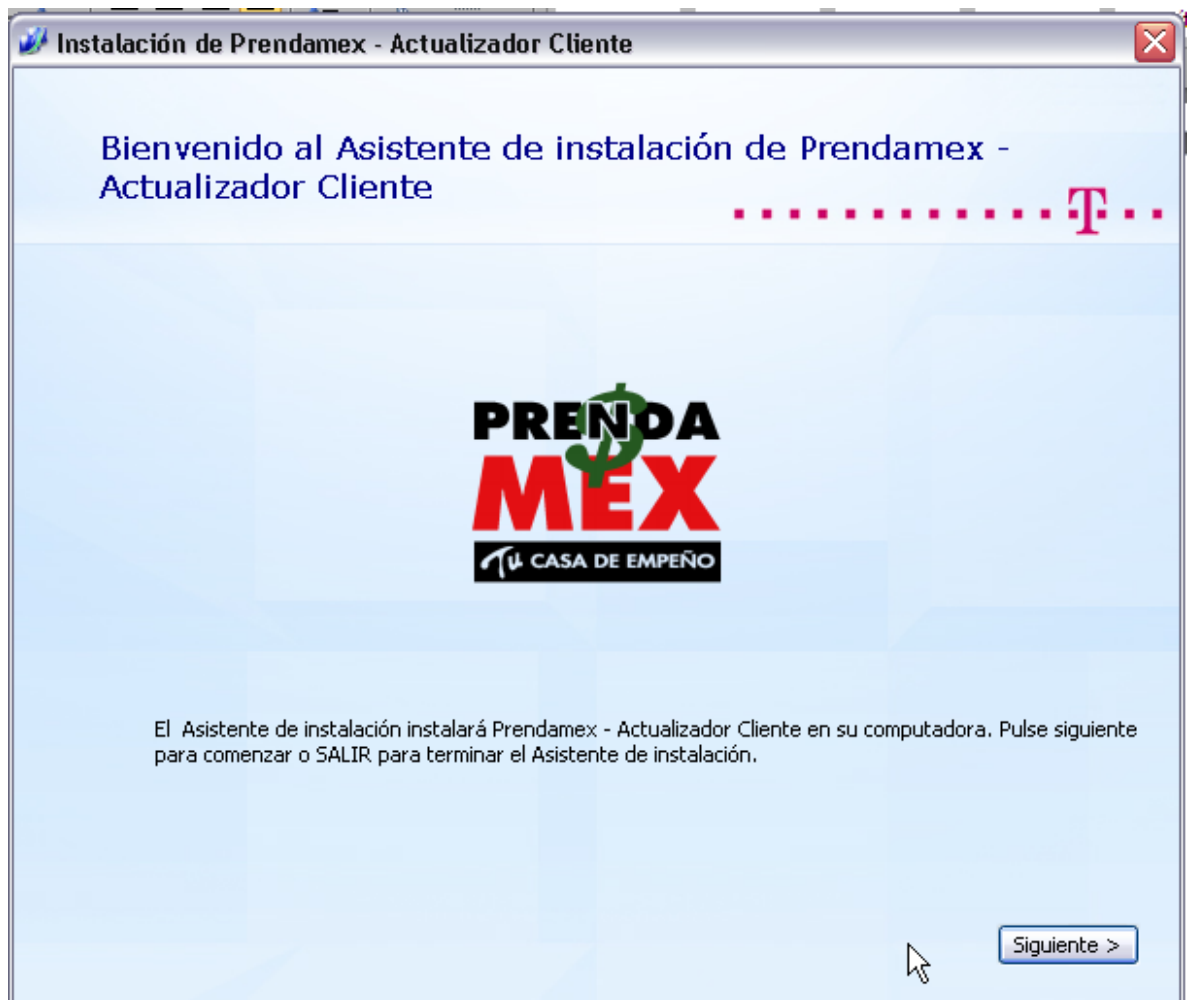 Instalación de Prendamex - Actualizador Cliente
Bienvenido al Asistente de instalación de Prendamex -
Actualizador Cliente
T
PRENDA
MEX
Tu CASA DE EMPEÑO
El Asistente de instalación instalará Prendamex - Actualizador Cliente en su computadora. Pulse siguiente
para comenzar o SALIR para terminar el Asistente de instalación.
Siguiente >